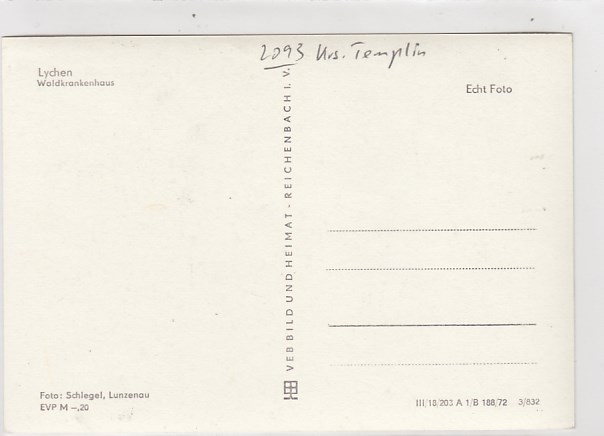 2093 Krs. Templin
Lychen
Waldkrankenhaus
Echt Foto
VEB BILD UND HEIMAT - REICHENBACH I. V.
Foto: Schlegel, Lunzenau
EVP M –,20
III/18/203 A 1/B 188/72 3/832